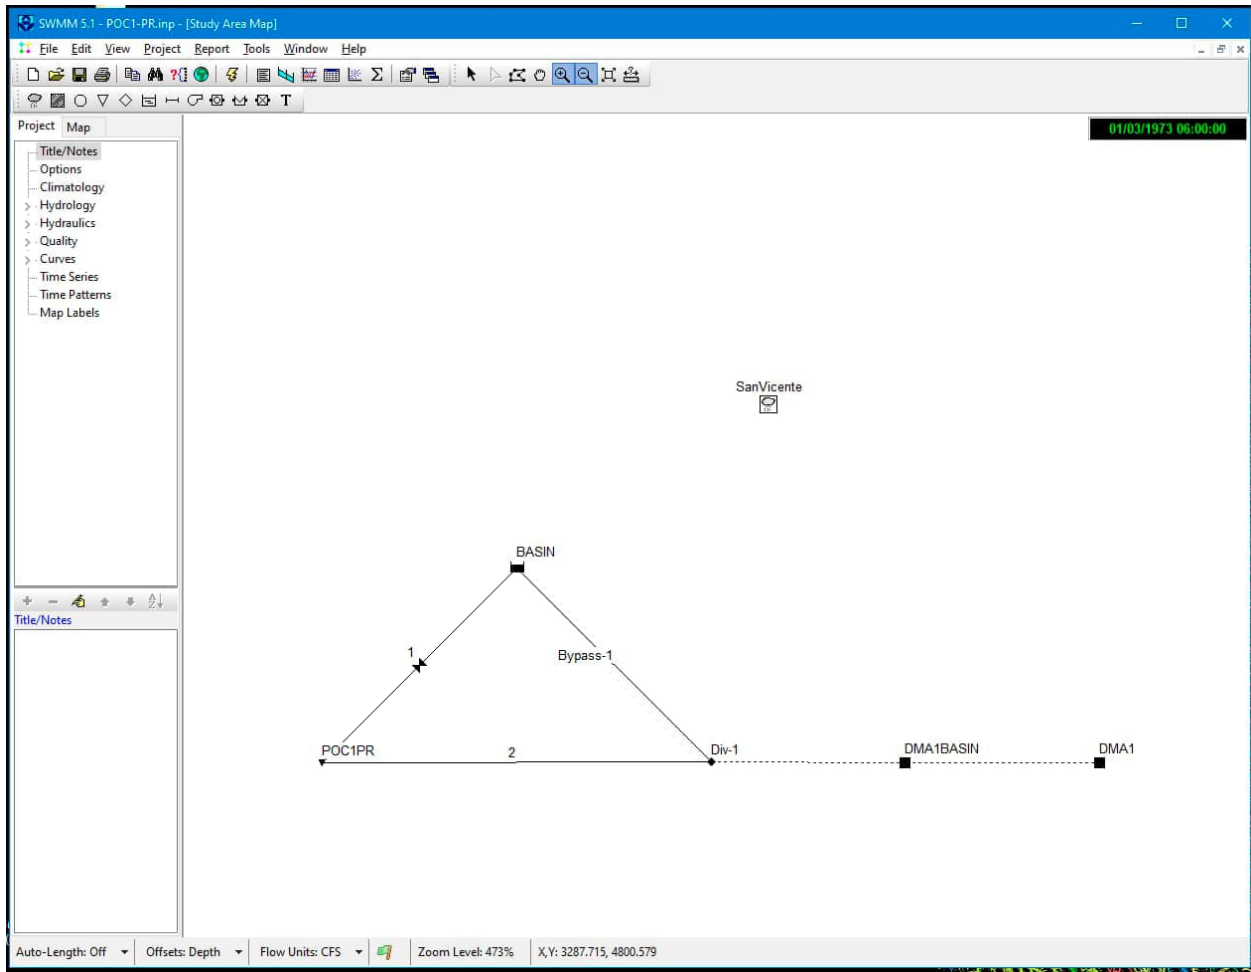 SWMM 5.1 - POC1-PR.inp - [Study Area Map]
File Edit View Project Report Tools Window Help
T
Project Map
01/03/1973 06:00:00
Title/Notes
Options
Climatology
Hydrology
Hydraulics
Quality
Curves
Time Series
Time Patterns
Map Labels
SanVicente
BASIN
Title/Notes
1
Bypass-1
POC1PR
2
Div-1
DMA1BASIN
DMA1
Auto-Length: Off Offsets: Depth Flow Units: CFS Zoom Level: 473% X,Y: 3287.715, 4800.579